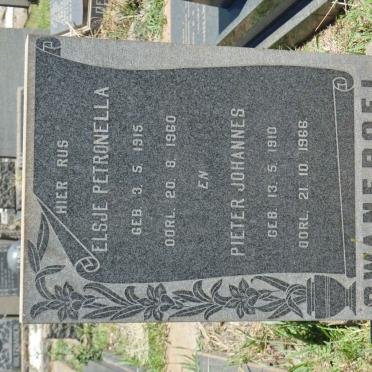 HIER RUS
ELSJE PETRONELLA
GEB 3. 5. 1915
OORL. 20. 8. 1960
EN
PIETER JOHANNES
GEB. 13. 5. 1910
OORL. 21. 10. 1966.